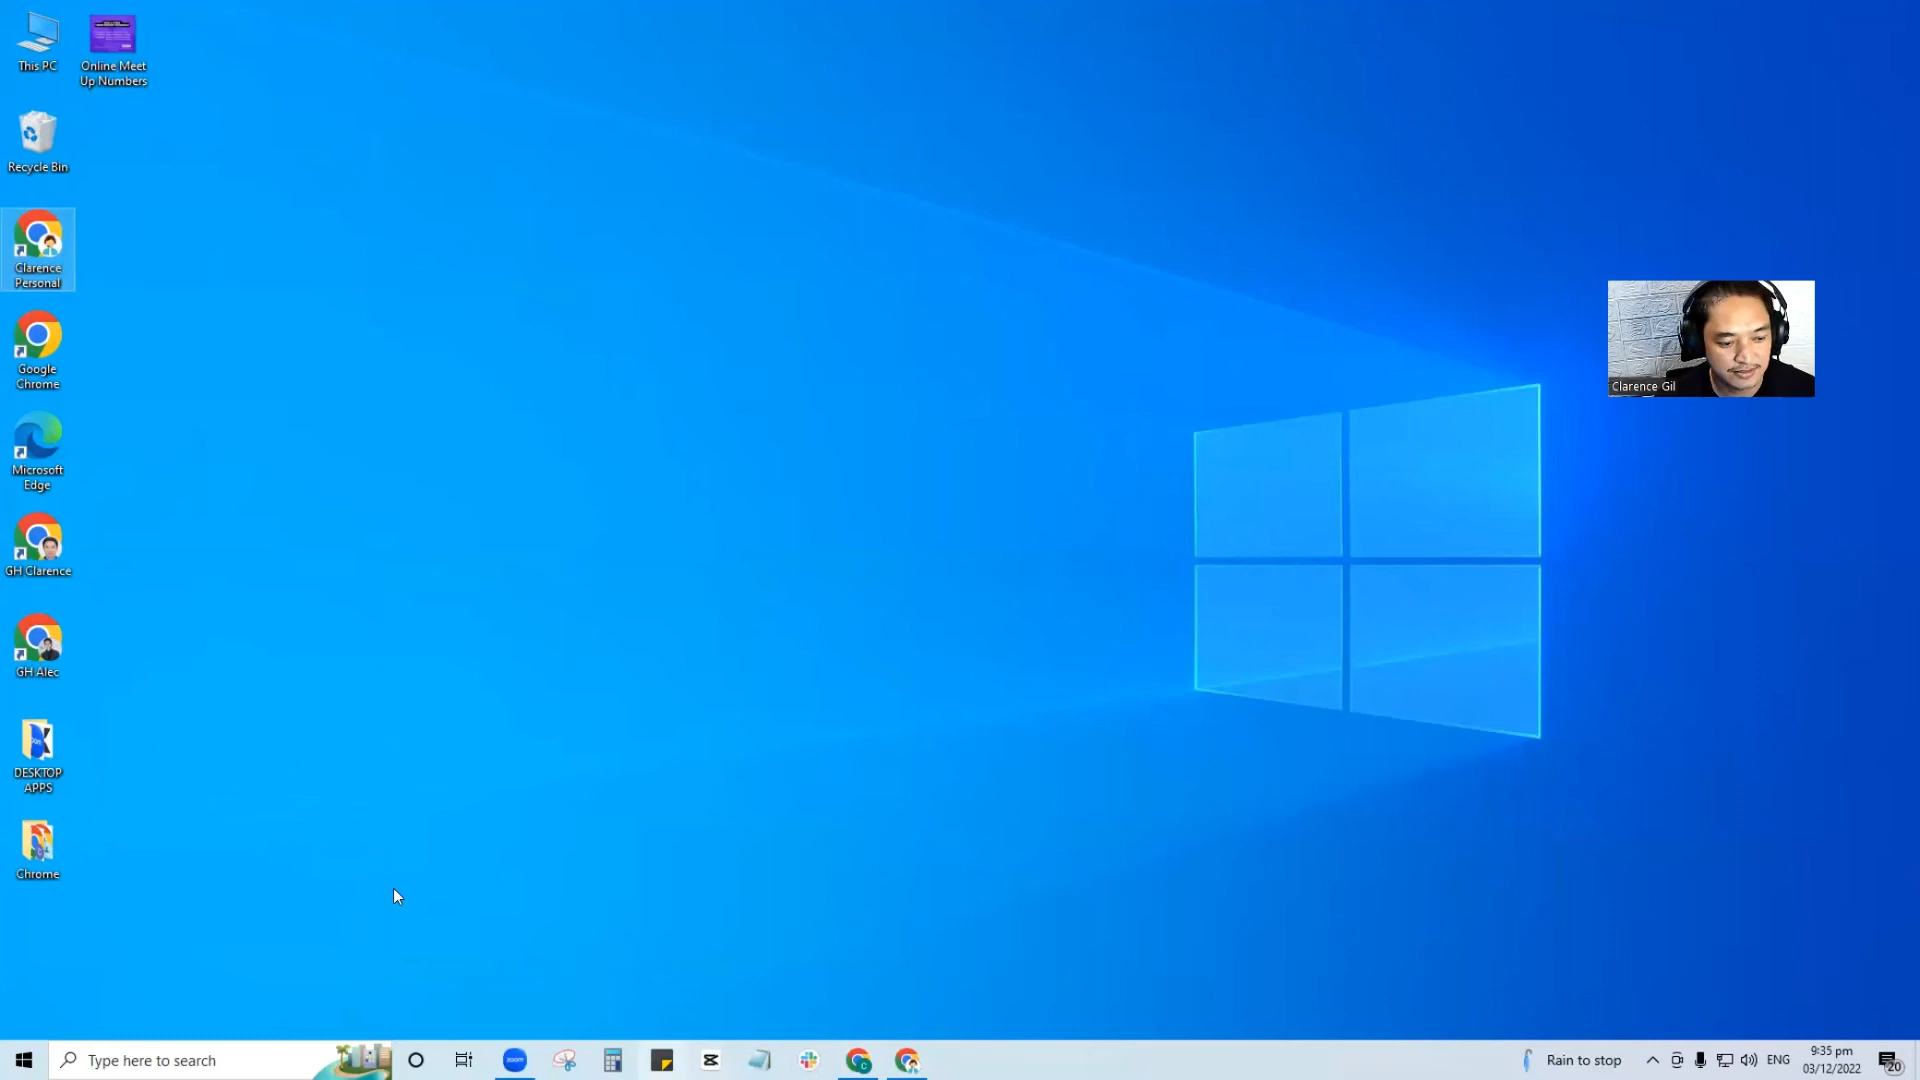 This PC
Online Meet
Up Numbers
Recycle Bin
Clarence
Personal
Google
Chrome
Microsoft
Edge
GH Clarence
GH Alec
DESKTOP
APPS
Chrome
Clarence Gil
Type here to search
zoom
Rain to stop
ENG
9:35 pm
03/12/2022
20